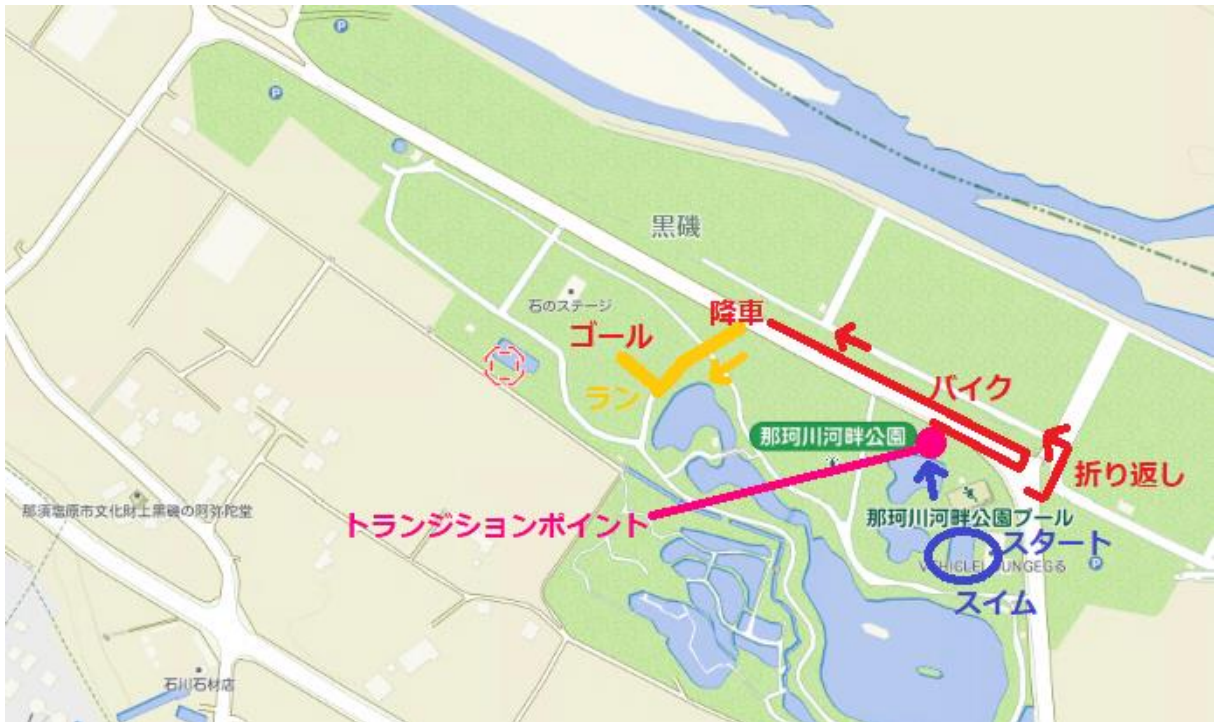 P
P
黒磯
石のステージ
降車
ゴール
バイク
ラン
那珂川河畔公園
折り返し
那須塩原市文化財上黒磯の阿弥陀堂
トランジションポイント
那珂川河畔公園プール
スタート
P
スイム
石川石材店